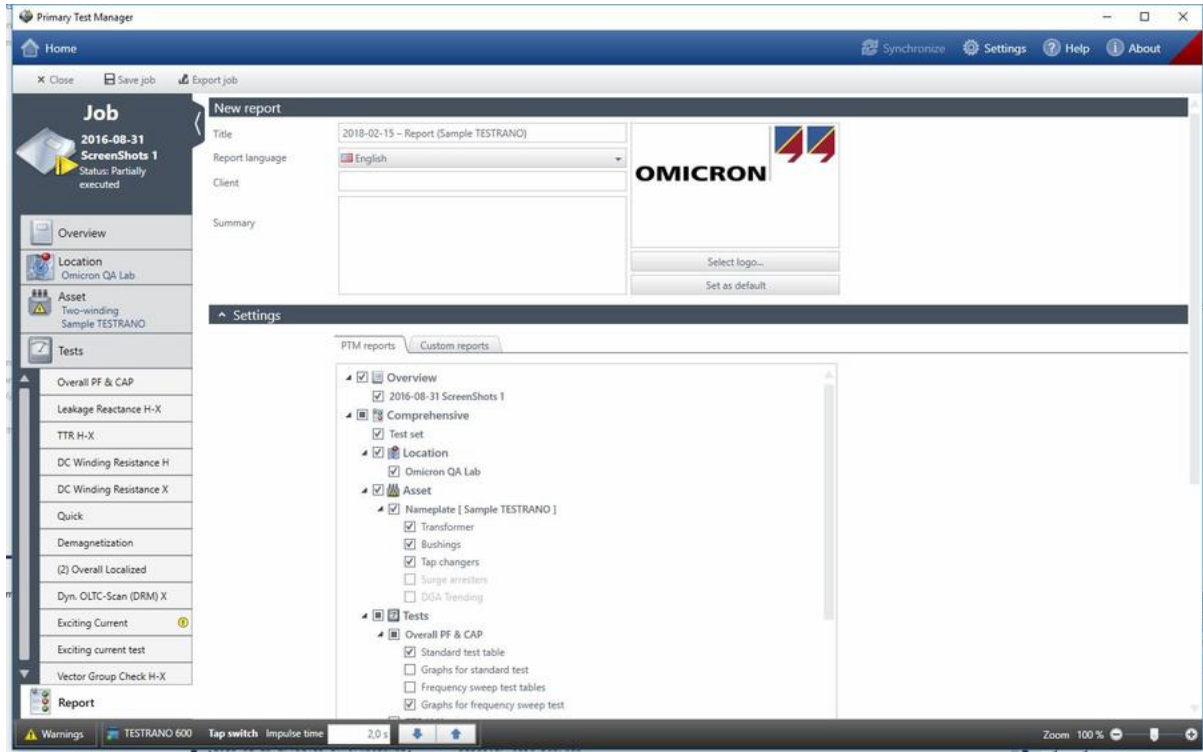 Primary Test Manager
Home
Synchronize
Settings
Help
About
Close
Save job
Export job
Job
2016-08-31
ScreenShots 1
Status: Partially
executed
Overview
Location
Omicron QA Lab
Asset
Two-winding
Sample TESTRANO
Tests
Overall PF & CAP
Leakage Reactance H-X
TTR H-X
DC Winding Resistance H
DC Winding Resistance X
Quick
Demagnetization
(2) Overall Localized
Dyn. OLTC-Scan (DRM) X
Exciting Current
Exciting current test
Vector Group Check H-X
Report
New report
Title
2018-02-15 – Report (Sample TESTRANO)
Report language
English
Client
Summary
OMICRON
Select logo...
Set as default
Settings
PTM reports
Custom reports
Overview
2016-08-31 ScreenShots 1
Comprehensive
Test set
Location
Omicron QA Lab
Asset
Nameplate [ Sample TESTRANO ]
Transformer
Bushings
Tap changers
Surge arresters
DGA Trending
Tests
Overall PF & CAP
Standard test table
Graphs for standard test
Frequency sweep test tables
Graphs for frequency sweep test
Warnings
TESTRANO 600
Tap switch Impulse time
2,0 s
Zoom 100 %